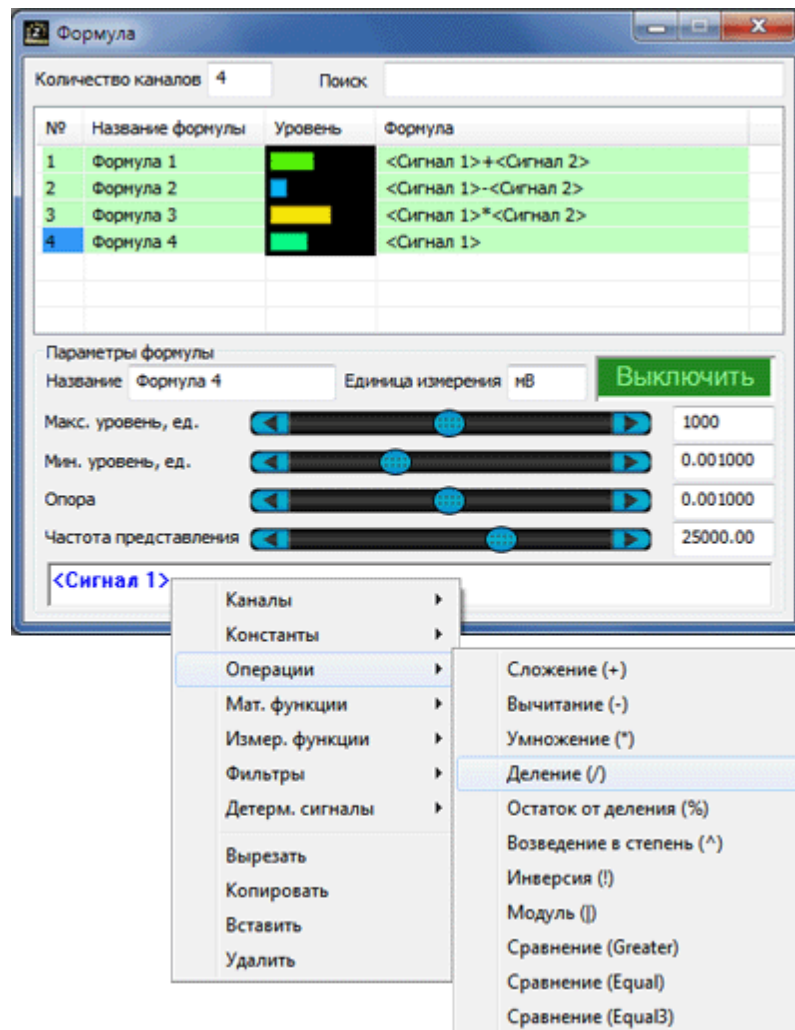 Формула
Количество каналов 4 Поиск
№ Название формулы Уровень Формула
1 Формула 1 <Сигнал 1>+<Сигнал 2>
2 Формула 2 <Сигнал 1>-<Сигнал 2>
3 Формула 3 <Сигнал 1>*<Сигнал 2>
4 Формула 4 <Сигнал 1>
Параметры формулы
Название Формула 4 Единица измерения мВ Выключить
Макс. уровень, ед. 1000
Мин. уровень, ед. 0.001000
Опора 0.001000
Частота представления 25000.00
<Сигнал 1>
Каналы
Константы
Операции
Мат. функции
Измер. функции
Фильтры
Детерм. сигналы
Вырезать
Копировать
Вставить
Удалить
Сложение (+)
Вычитание (-)
Умножение (*)
Деление (/)
Остаток от деления (%)
Возведение в степень (^)
Инверсия (!)
Модуль (|)
Сравнение (Greater)
Сравнение (Equal)
Сравнение (Equal3)